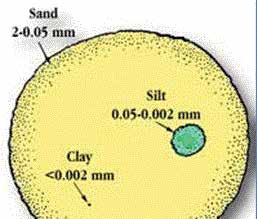 Sand
2-0.05 mm
Silt
0.05-0.002 mm
Clay
<0.002 mm